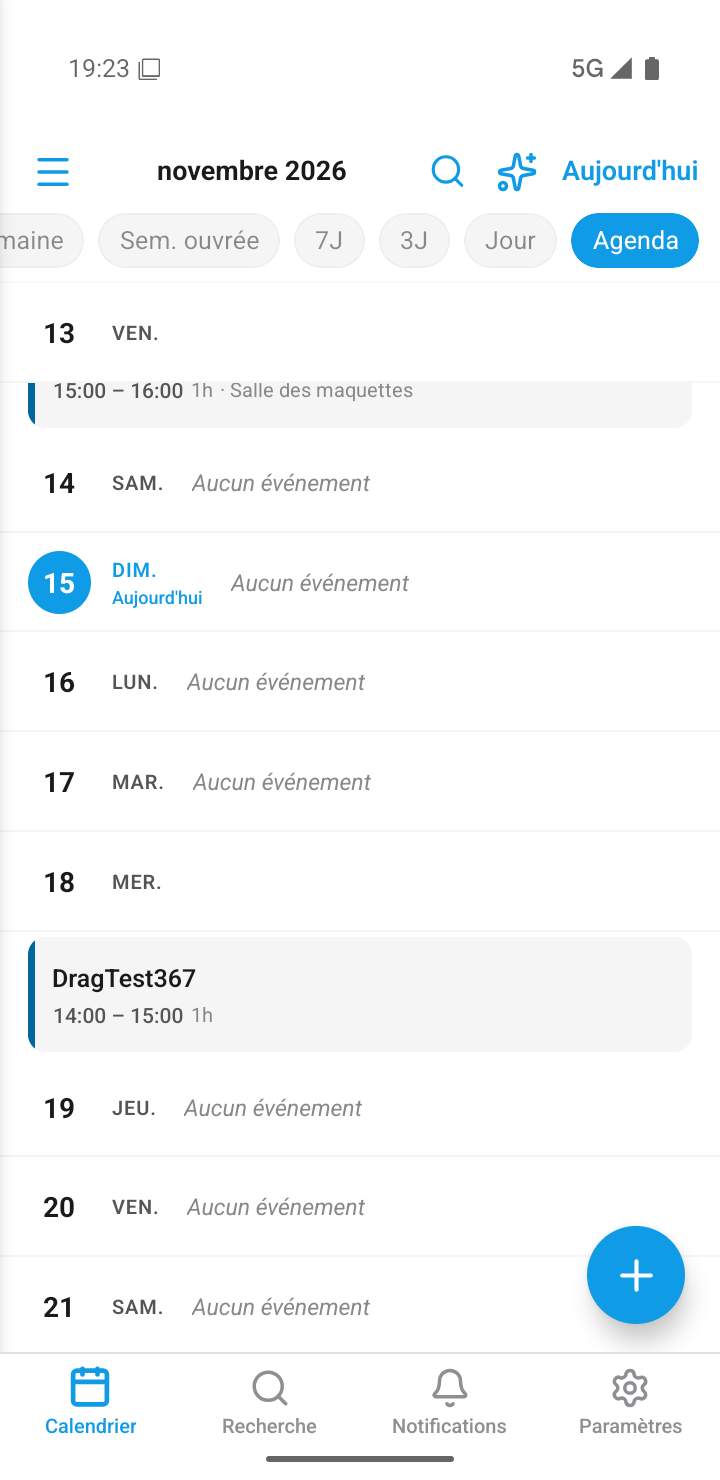 19:23
5G
novembre 2026
Aujourd'hui
maine
Sem. ouvrée
7J
3J
Jour
Agenda
13 VEN.
15:00 – 16:00 1h · Salle des maquettes
14 SAM. Aucun événement
15 DIM. Aujourd'hui Aucun événement
16 LUN. Aucun événement
17 MAR. Aucun événement
18 MER.
DragTest367
14:00 – 15:00 1h
19 JEU. Aucun événement
20 VEN. Aucun événement
21 SAM. Aucun événement
Calendrier
Recherche
Notifications
Paramètres